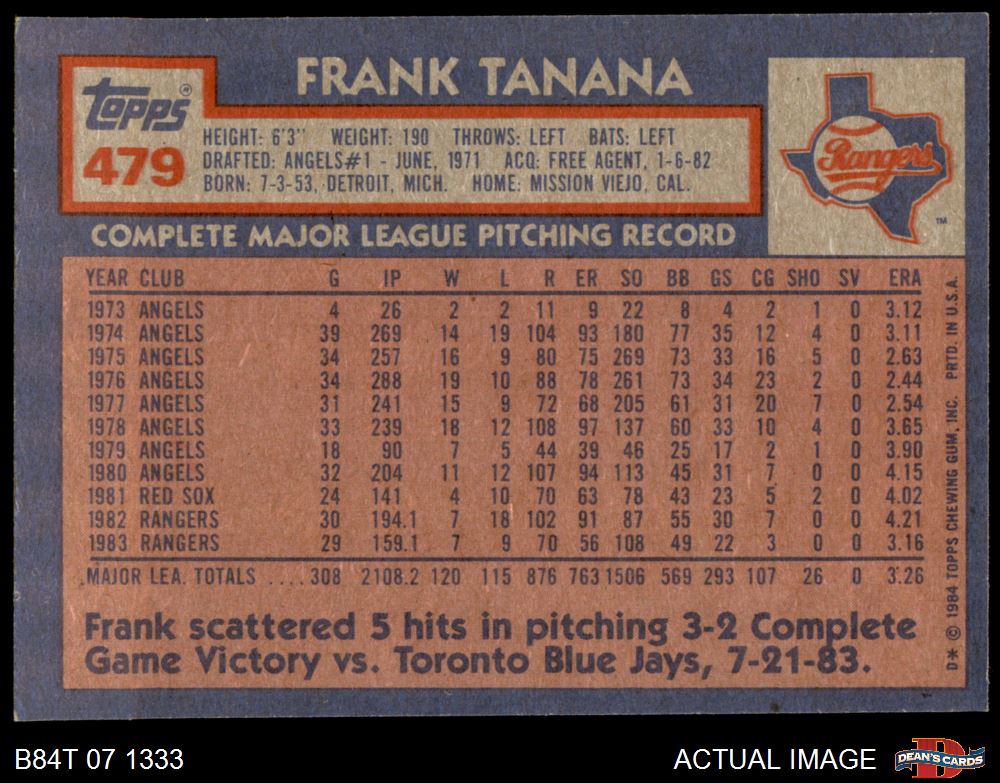 FRANK TANANA
topps®
479
HEIGHT: 6'3" WEIGHT: 190 THROWS: LEFT BATS: LEFT
DRAFTED: ANGELS#1 - JUNE, 1971 ACQ: FREE AGENT, 1-6-82
BORN: 7-3-53, DETROIT, MICH. HOME: MISSION VIEJO, CAL.
Rangers
TM
COMPLETE MAJOR LEAGUE PITCHING RECORD
YEAR CLUB G IP W L R ER SO BB GS CG SHO SV ERA
1973 ANGELS 4 26 2 2 11 9 22 8 4 2 1 0 3.12
1974 ANGELS 39 269 14 19 104 93 180 77 35 12 4 0 3.11
1975 ANGELS 34 257 16 9 80 75 269 73 33 16 5 0 2.63
1976 ANGELS 34 288 19 10 88 78 261 73 34 23 2 0 2.44
1977 ANGELS 31 241 15 9 72 68 205 61 31 20 7 0 2.54
1978 ANGELS 33 239 18 12 108 97 137 60 33 10 4 0 3.65
1979 ANGELS 18 90 7 5 44 39 46 25 17 2 1 0 3.90
1980 ANGELS 32 204 11 12 107 94 113 45 31 7 0 0 4.15
1981 RED SOX 24 141 4 10 70 63 78 43 23 5 2 0 4.02
1982 RANGERS 30 194.1 7 18 102 91 87 55 30 7 0 0 4.21
1983 RANGERS 29 159.1 7 9 70 56 108 49 22 3 0 0 3.16
MAJOR LEA. TOTALS .... 308 2108.2 120 115 876 763 1506 569 293 107 26 0 3.26
Frank scattered 5 hits in pitching 3-2 Complete
Game Victory vs. Toronto Blue Jays, 7-21-83.
D* © 1984 TOPPS CHEWING GUM, INC. PRTD. IN U.S.A.
B84T 07 1333
ACTUAL IMAGE
D
DEAN'S CARDS